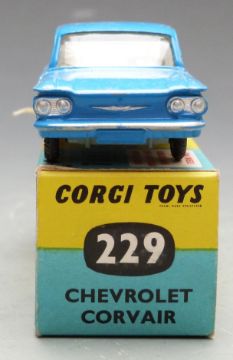 CORGI TOYS
229
CHEVROLET
CORVAIR